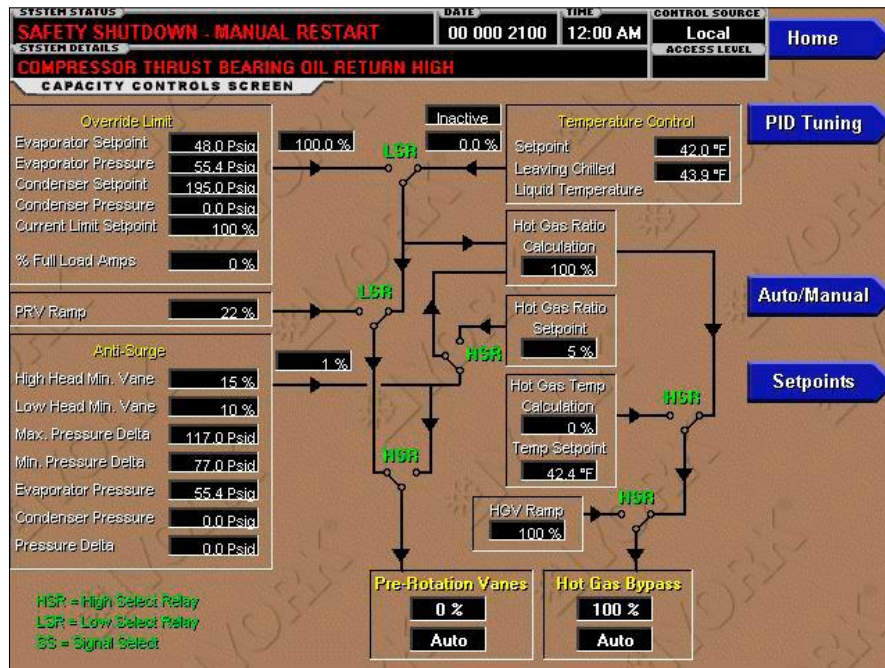 SYSTEM STATUS
SAFETY SHUTDOWN - MANUAL RESTART
DATE
00 000 2100
TIME
12:00 AM
CONTROL SOURCE
Local
ACCESS LEVEL
SYSTEM DETAILS
COMPRESSOR THRUST BEARING OIL RETURN HIGH
Home
CAPACITY CONTROLS SCREEN
PID Tuning
Auto/Manual
Setpoints
Override Limit
Evaporator Setpoint 48.0 Psig
Evaporator Pressure 55.4 Psig
Condenser Setpoint 195.0 Psig
Condenser Pressure 0.0 Psig
Current Limit Setpoint 100 %
% Full Load Amps 0 %
100.0 %
LSR
Inactive
0.0 %
Temperature Control
Setpoint 42.0 °F
Leaving Chilled
Liquid Temperature
43.9 °F
Hot Gas Ratio
Calculation
100 %
PRV Ramp 22 %
LSR
Hot Gas Ratio
Setpoint
5 %
HSR
Anti-Surge
High Head Min. Vane 15 %
Low Head Min. Vane 10 %
Max. Pressure Delta 117.0 Psid
Min. Pressure Delta 77.0 Psid
Evaporator Pressure 55.4 Psig
Condenser Pressure 0.0 Psig
Pressure Delta 0.0 Psid
1 %
HSR
Hot Gas Temp
Calculation
0 %
Temp Setpoint
42.4 °F
HSR
HGV Ramp
100 %
HSR
HSR = High Select Relay
LSR = Low Select Relay
SS = Signal Select
Pre-Rotation Vanes
0 %
Auto
Hot Gas Bypass
100 %
Auto
YORK